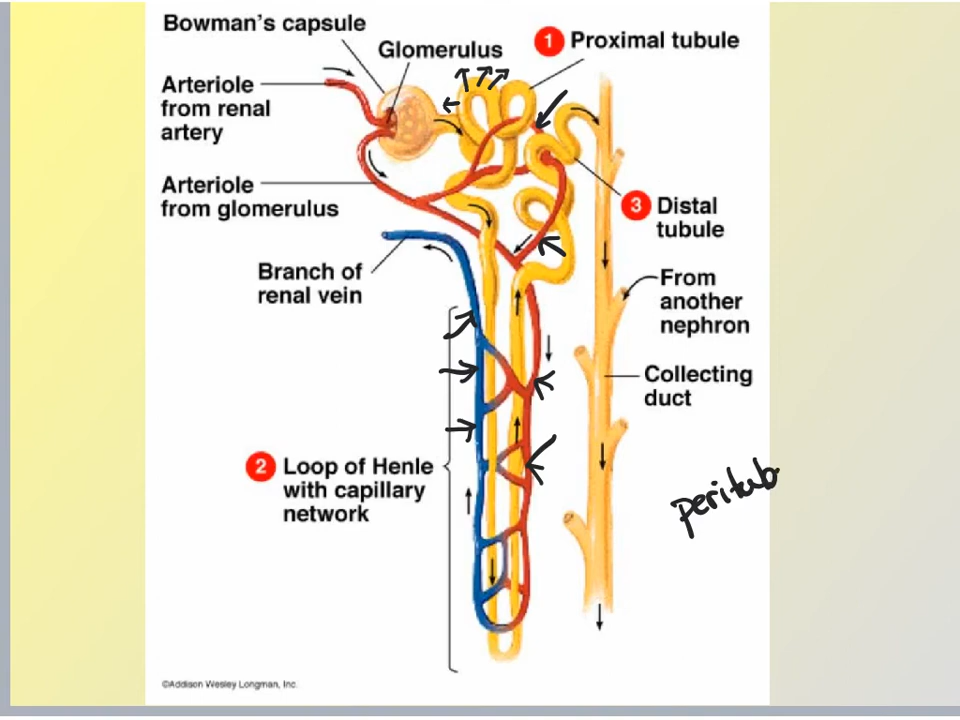 Bowman's capsule
Glomerulus
1 Proximal tubule
Arteriole
from renal
artery
Arteriole
from glomerulus
3 Distal
tubule
Branch of
renal vein
From
another
nephron
Collecting
duct
2 Loop of Henle
with capillary
network
peritub
©Addison Wesley Longman, Inc.